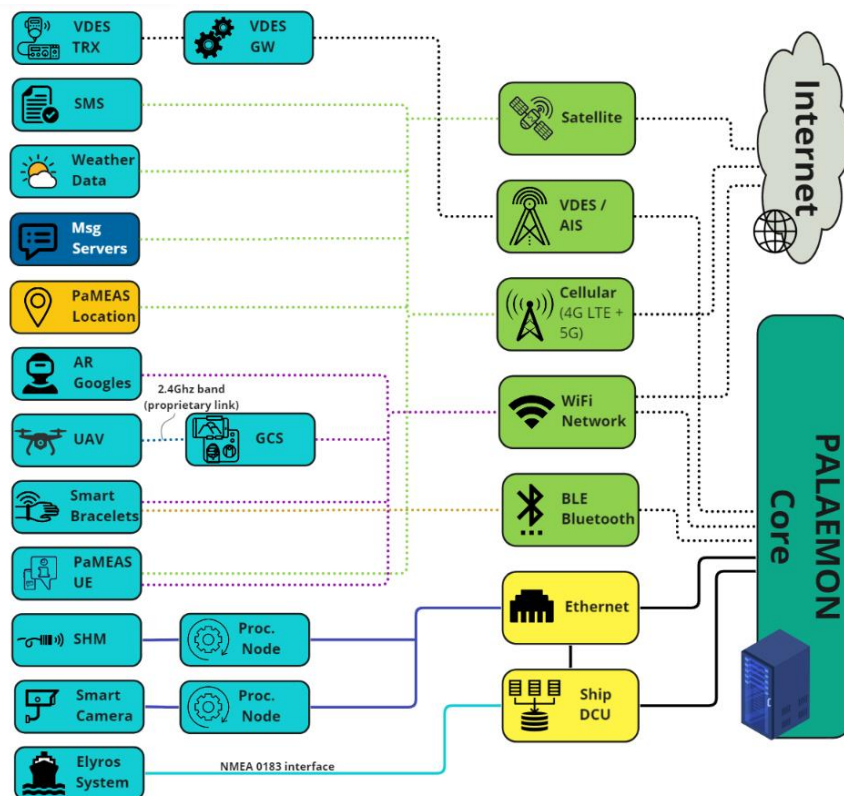 VDES
TRX
VDES
GW
SMS
Weather
Data
Msg
Servers
PaMEAS
Location
AR
Googles
2.4Ghz band
(proprietary link)
UAV
GCS
Smart
Bracelets
PaMEAS
UE
SHM
Proc.
Node
Smart
Camera
Proc.
Node
Elyros
System
NMEA 0183 interface
Satellite
VDES /
AIS
Cellular
(4G LTE +
5G)
WiFi
Network
BLE
Bluetooth
Ethernet
Ship
DCU
Internet
PALAEMON
Core